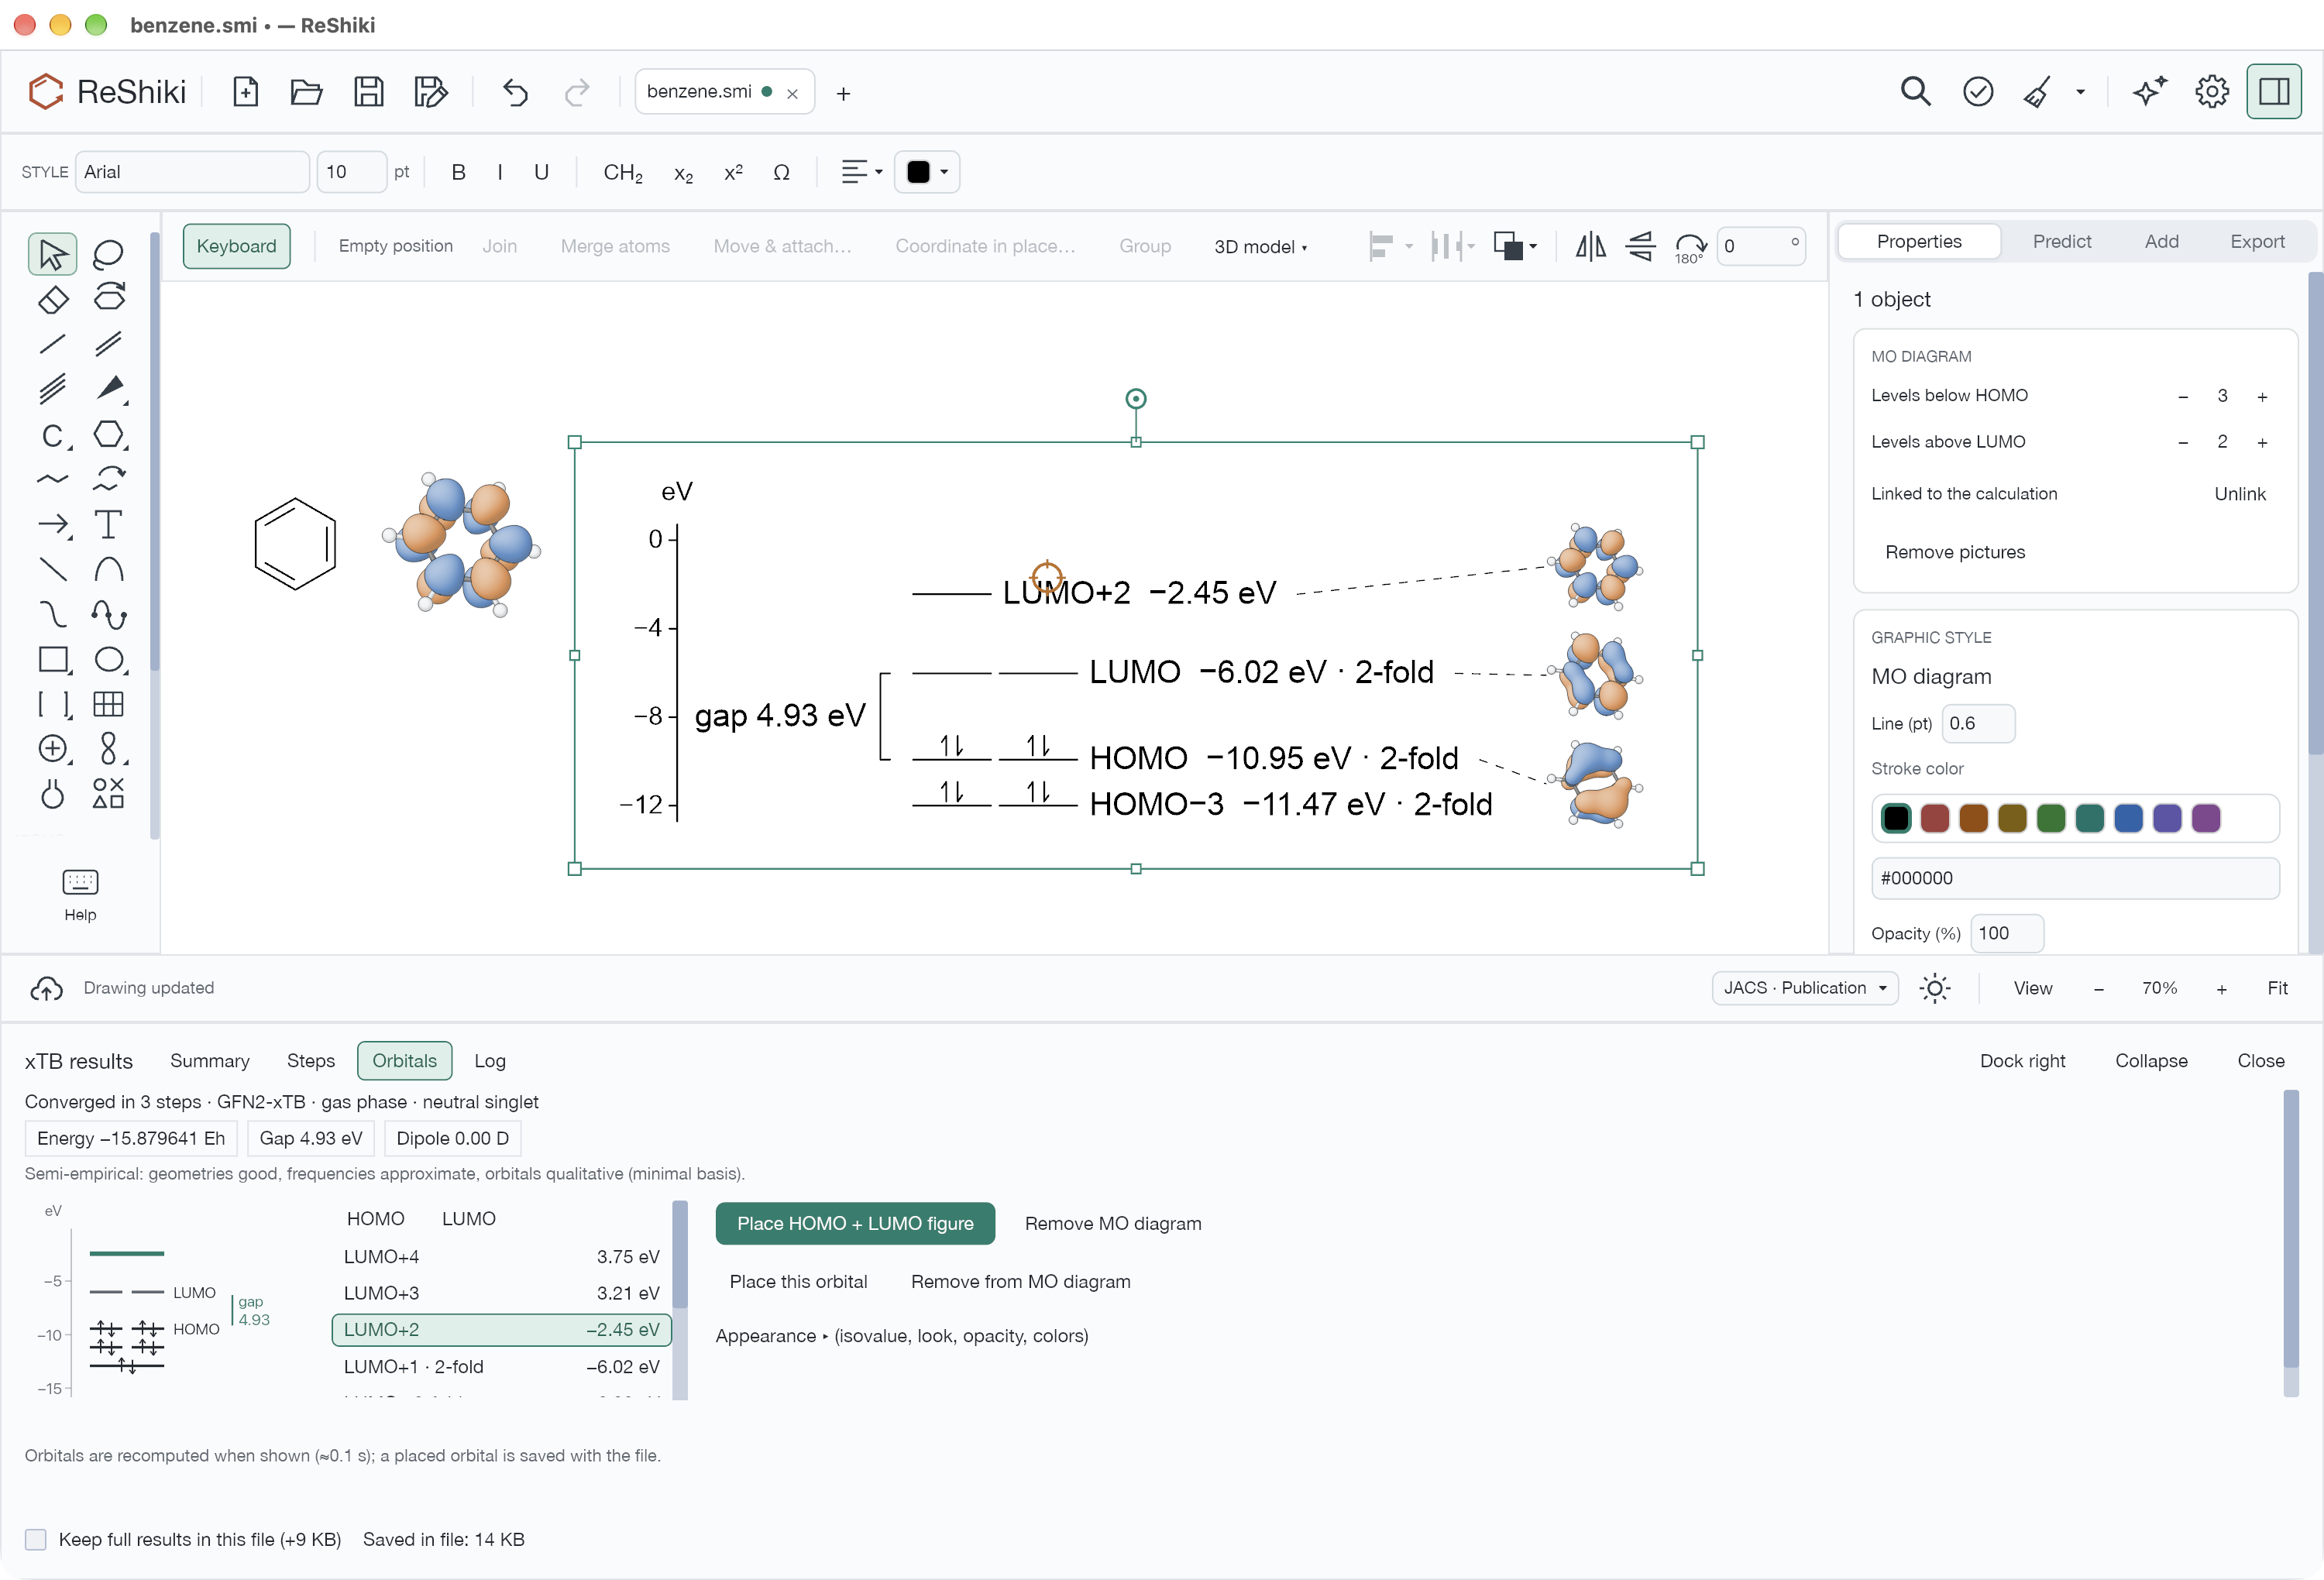 benzene.smi • — ReShiki
ReShiki
benzene.smi ● × +
STYLE Arial 10 pt B I U CH₂ x₂ x² Ω
Keyboard Empty position Join Merge atoms Move & attach... Coordinate in place... Group 3D model 180° 0 °
Properties Predict Add Export
1 object
MO DIAGRAM
Levels below HOMO − 3 +
Levels above LUMO − 2 +
Linked to the calculation Unlink
Remove pictures
GRAPHIC STYLE
MO diagram
Line (pt) 0.6
Stroke color
#000000
Opacity (%) 100
C
T
Help
eV
0
LUMO+2 −2.45 eV
−4
LUMO −6.02 eV · 2-fold
−8 gap 4.93 eV
HOMO −10.95 eV · 2-fold
−12 HOMO−3 −11.47 eV · 2-fold
Drawing updated
JACS · Publication View − 70% + Fit
xTB results Summary Steps Orbitals Log Dock right Collapse Close
Converged in 3 steps · GFN2-xTB · gas phase · neutral singlet
Energy −15.879641 Eh Gap 4.93 eV Dipole 0.00 D
Semi-empirical: geometries good, frequencies approximate, orbitals qualitative (minimal basis).
eV
−5
LUMO
gap
4.93
HOMO
−10
−15
HOMO LUMO
LUMO+4 3.75 eV
LUMO+3 3.21 eV
LUMO+2 −2.45 eV
LUMO+1 · 2-fold −6.02 eV
Place HOMO + LUMO figure Remove MO diagram
Place this orbital Remove from MO diagram
Appearance ‣ (isovalue, look, opacity, colors)
Orbitals are recomputed when shown (≈0.1 s); a placed orbital is saved with the file.
Keep full results in this file (+9 KB) Saved in file: 14 KB